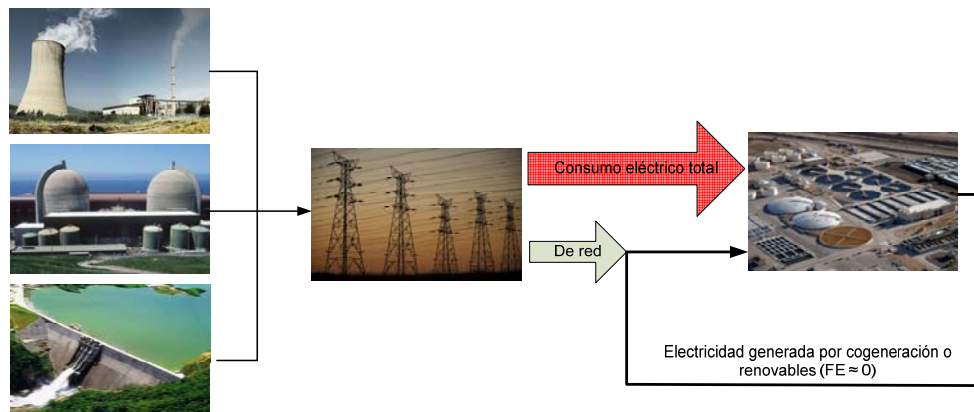 Consumo eléctrico total
De red
Electricidad generada por cogeneración o
renovables (FE ≈ 0)